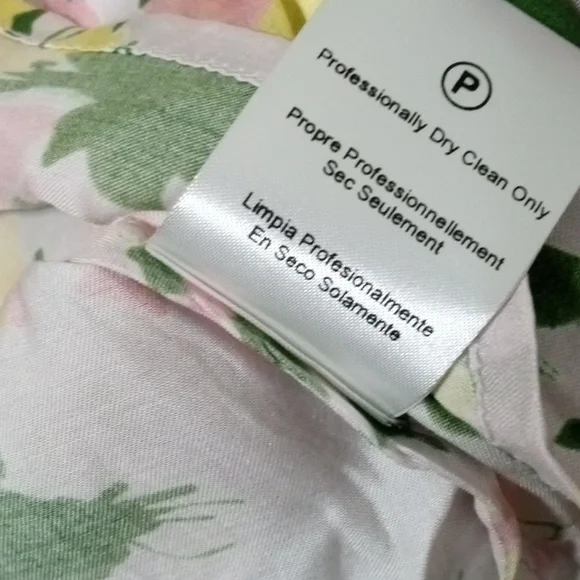 P
Professionally Dry Clean Only
Propre Professionnellement
Sec Seulement
Limpia Profesionalmente
En Seco Solamente